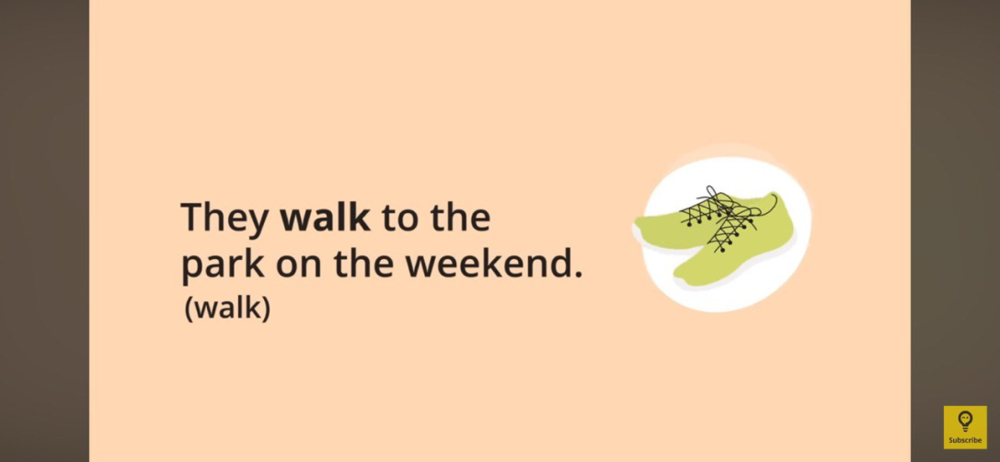 They walk to the
park on the weekend.
(walk)
Subscribe